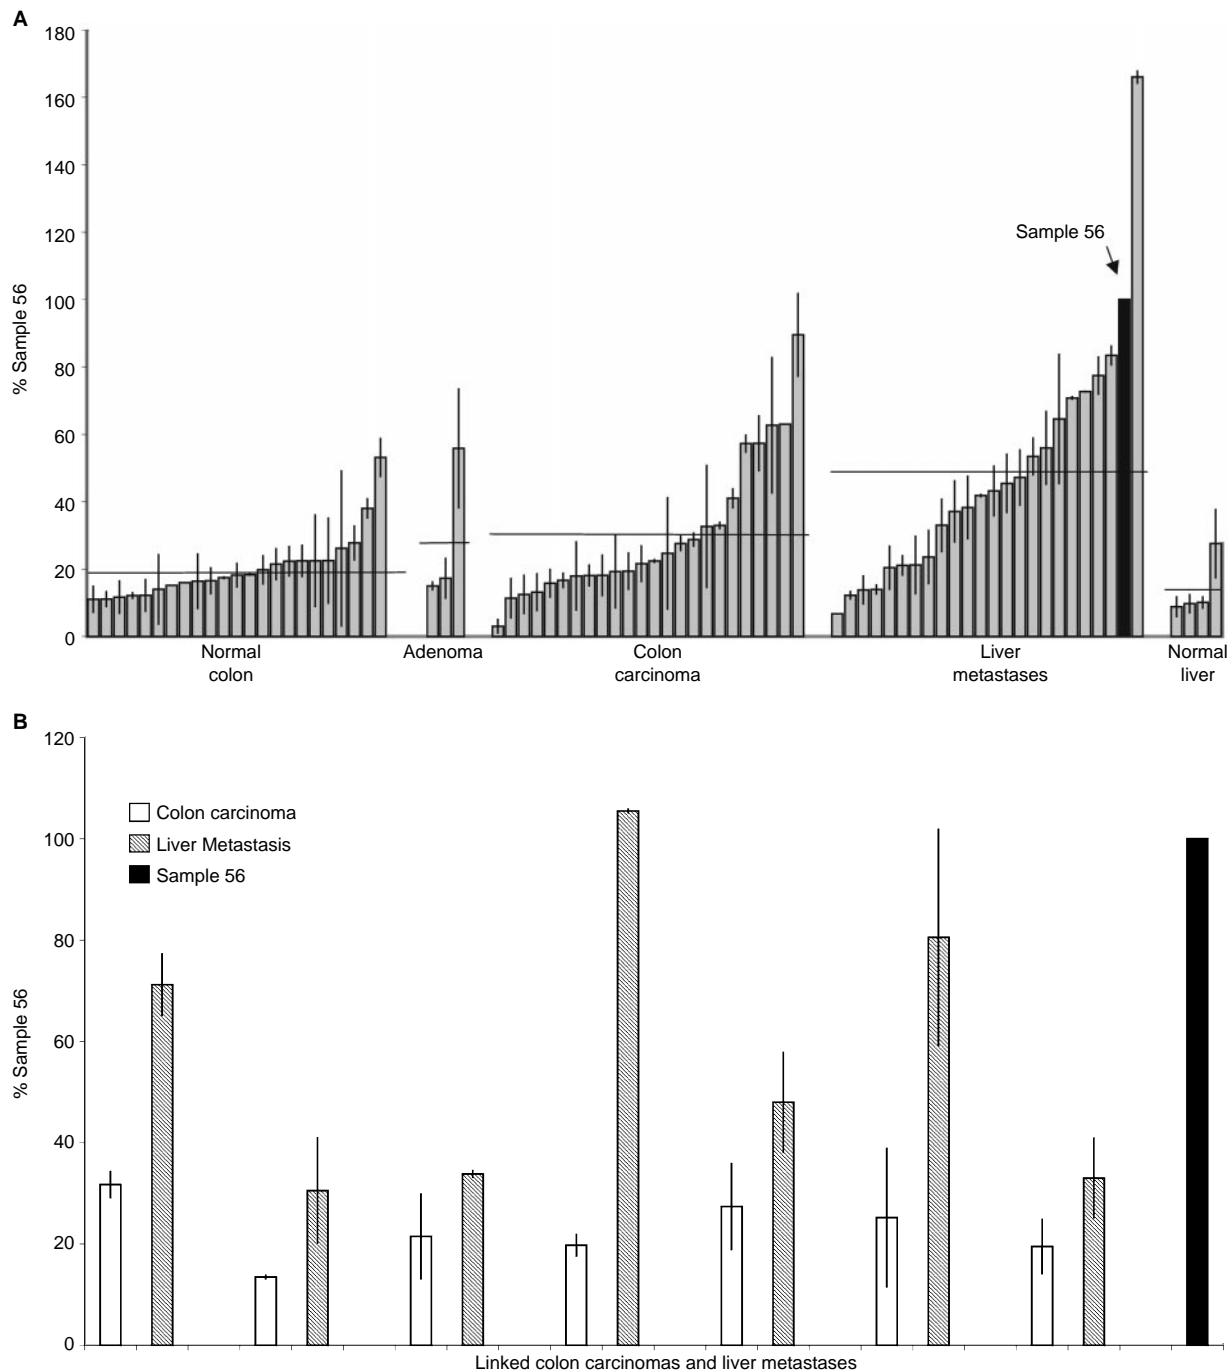 A
180
160
140
120
100
80
60
40
20
0
% Sample 56
Sample 56
Normal
colon
Adenoma
Colon
carcinoma
Liver
metastases
Normal
liver
B
120
100
80
60
40
20
0
% Sample 56
Colon carcinoma
Liver Metastasis
Sample 56
Linked colon carcinomas and liver metastases